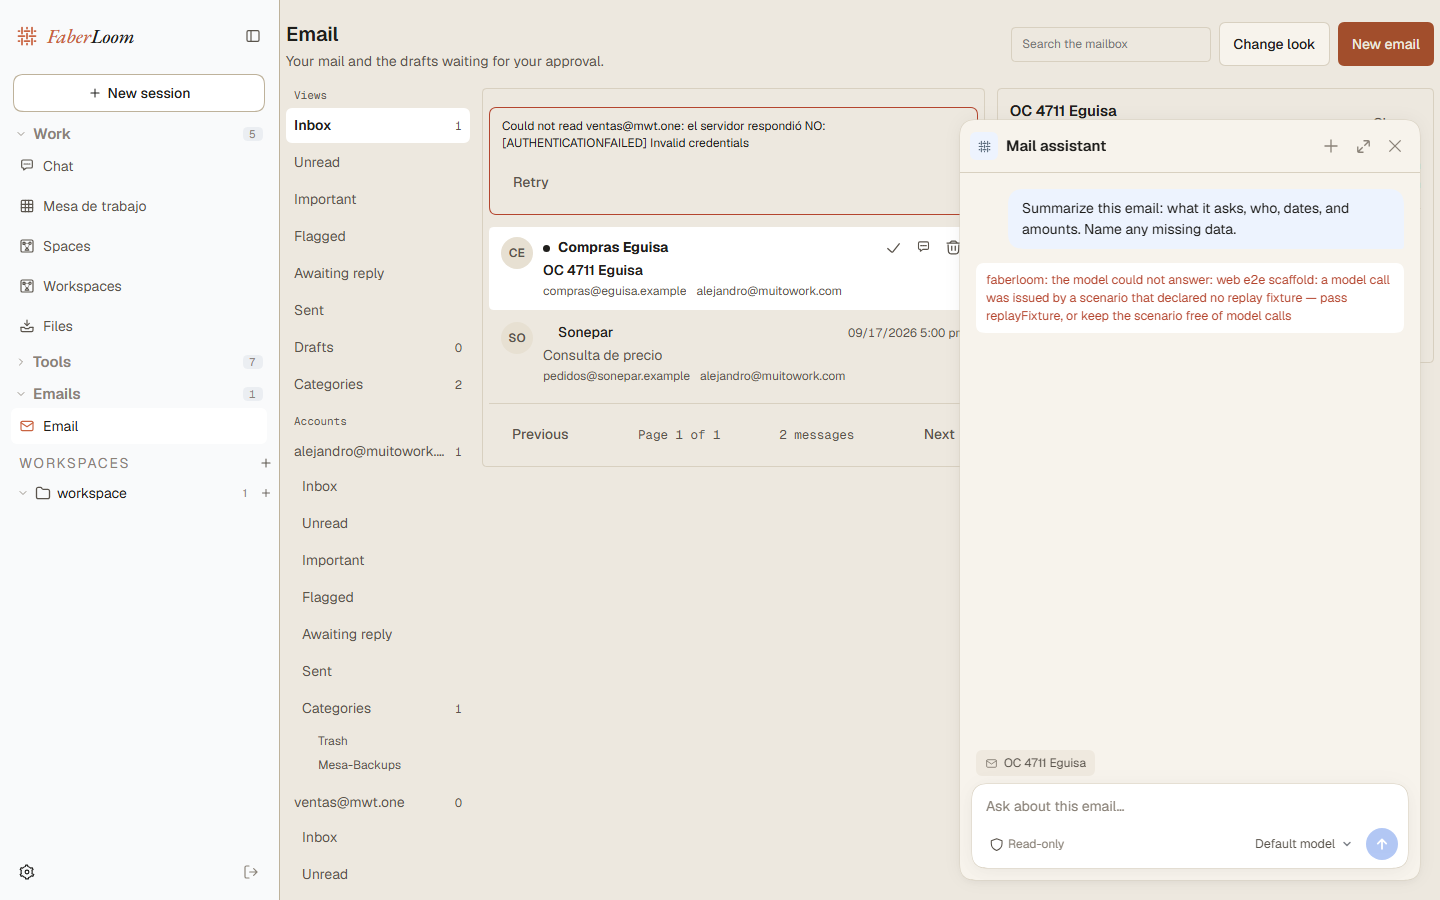 FaberLoom
New session
Work 5
Chat
Mesa de trabajo
Spaces
Workspaces
Files
Tools 7
Emails 1
Email
WORKSPACES
workspace 1
Email
Your mail and the drafts waiting for your approval.
Search the mailbox
Change look
New email
Views
Inbox 1
Unread
Important
Flagged
Awaiting reply
Sent
Drafts 0
Categories 2
Accounts
alejandro@muitowork.... 1
Inbox
Unread
Important
Flagged
Awaiting reply
Sent
Categories 1
Trash
Mesa-Backups
ventas@mwt.one 0
Inbox
Unread
Could not read ventas@mwt.one: el servidor respondió NO:
[AUTHENTICATIONFAILED] Invalid credentials
Retry
CE
Compras Eguisa
OC 4711 Eguisa
compras@eguisa.example alejandro@muitowork.com
SO
Sonepar 09/17/2026 5:00
Consulta de precio
pedidos@sonepar.example alejandro@muitowork.com
Previous Page 1 of 1 2 messages Next
OC 4711 Eguisa
Mail assistant
Summarize this email: what it asks, who, dates, and
amounts. Name any missing data.
faberloom: the model could not answer: web e2e scaffold: a model call
was issued by a scenario that declared no replay fixture — pass
replayFixture, or keep the scenario free of model calls
OC 4711 Eguisa
Ask about this email...
Read-only
Default model